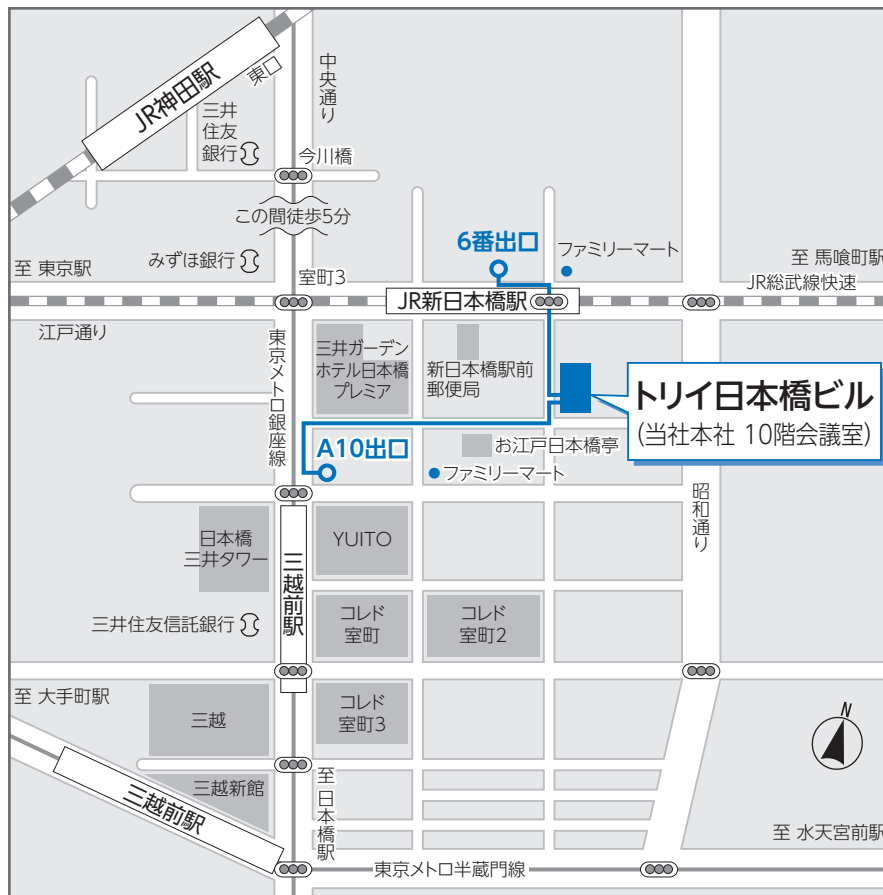 JR神田駅
東口
中央通り
三井
住友
銀行
今川橋
この間徒歩5分
6番出口
ファミリーマート
至 東京駅
みずほ銀行
室町3
至 馬喰町駅
JR総武線快速
JR新日本橋駅
江戸通り
東京メトロ銀座線
三井ガーデン
ホテル日本橋
プレミア
新日本橋駅前
郵便局
トリイ日本橋ビル
(当社本社 10階会議室)
A10出口
お江戸日本橋亭
ファミリーマート
昭和通り
日本橋
三井タワー
YUITO
三越前駅
三井住友信託銀行
コレド
室町
コレド
室町2
至 大手町駅
三越
コレド
室町3
N
三越新館
三越前駅
至 日本橋駅
至 水天宮前駅
東京メトロ半蔵門線